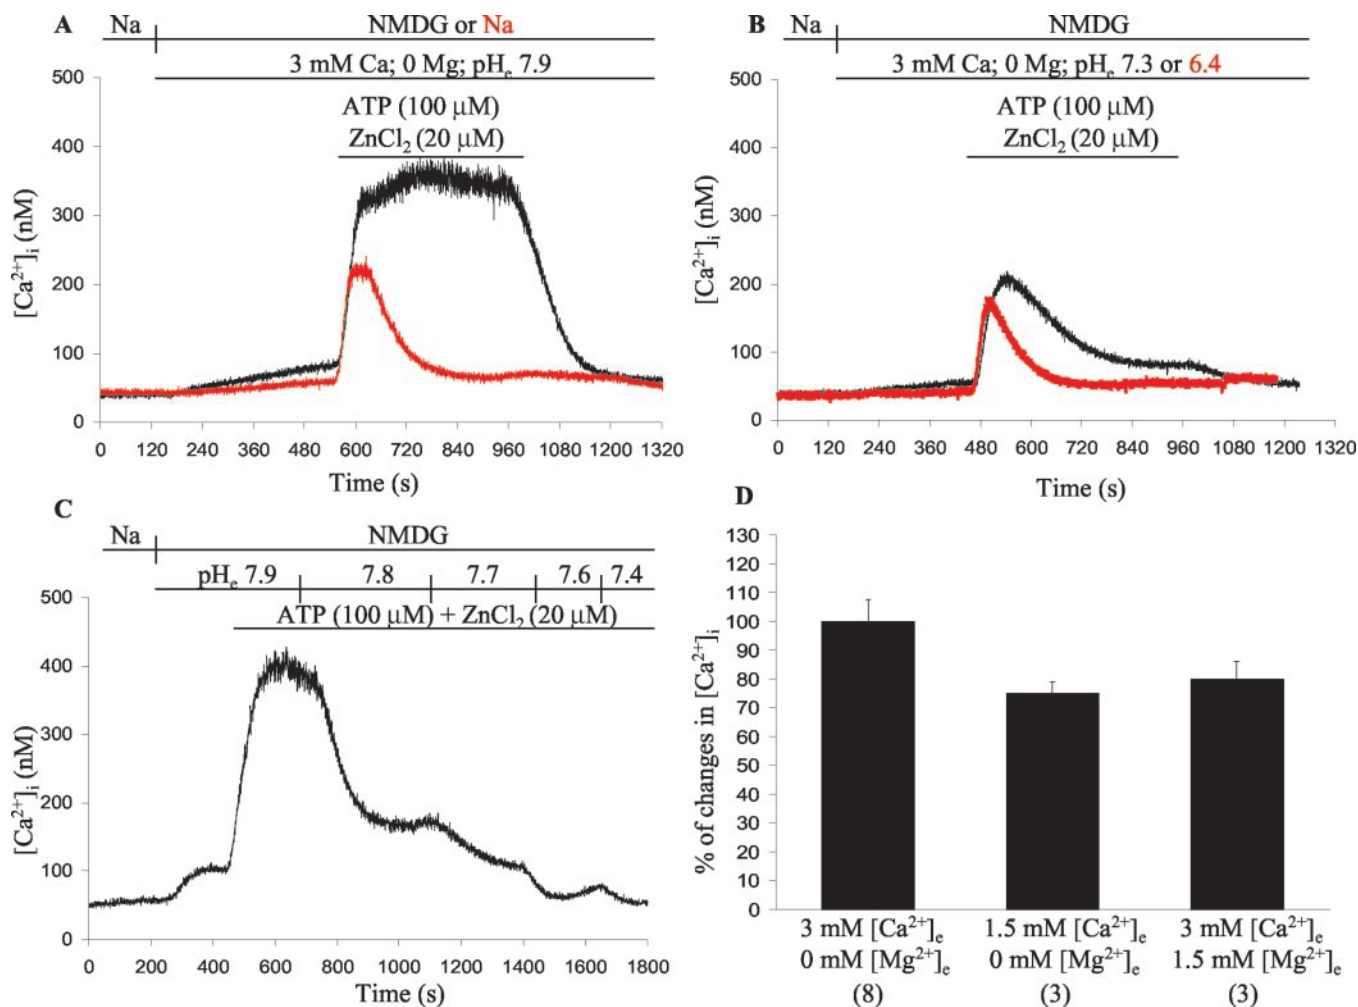 A
Na
NMDG or Na
3 mM Ca; 0 Mg; pHe 7.9
ATP (100 μM)
ZnCl2 (20 μM)
500
400
300
200
100
0
[Ca2+]i (nM)
0 120 240 360 480 600 720 840 960 1080 1200 1320
Time (s)
B
Na
NMDG
3 mM Ca; 0 Mg; pHe 7.3 or 6.4
ATP (100 μM)
ZnCl2 (20 μM)
500
400
300
200
100
0
[Ca2+]i (nM)
0 120 240 360 480 600 720 840 960 1080 1200 1320
Time (s)
C
Na
NMDG
pHe 7.9 7.8 7.7 7.6 7.4
ATP (100 μM) + ZnCl2 (20 μM)
500
400
300
200
100
0
[Ca2+]i (nM)
0 200 400 600 800 1000 1200 1400 1600 1800
Time (s)
D
130
120
110
100
90
80
70
60
50
40
30
20
10
0
% of changes in [Ca2+]i
3 mM [Ca2+]e 1.5 mM [Ca2+]e 3 mM [Ca2+]e
0 mM [Mg2+]e 0 mM [Mg2+]e 1.5 mM [Mg2+]e
(8) (3) (3)